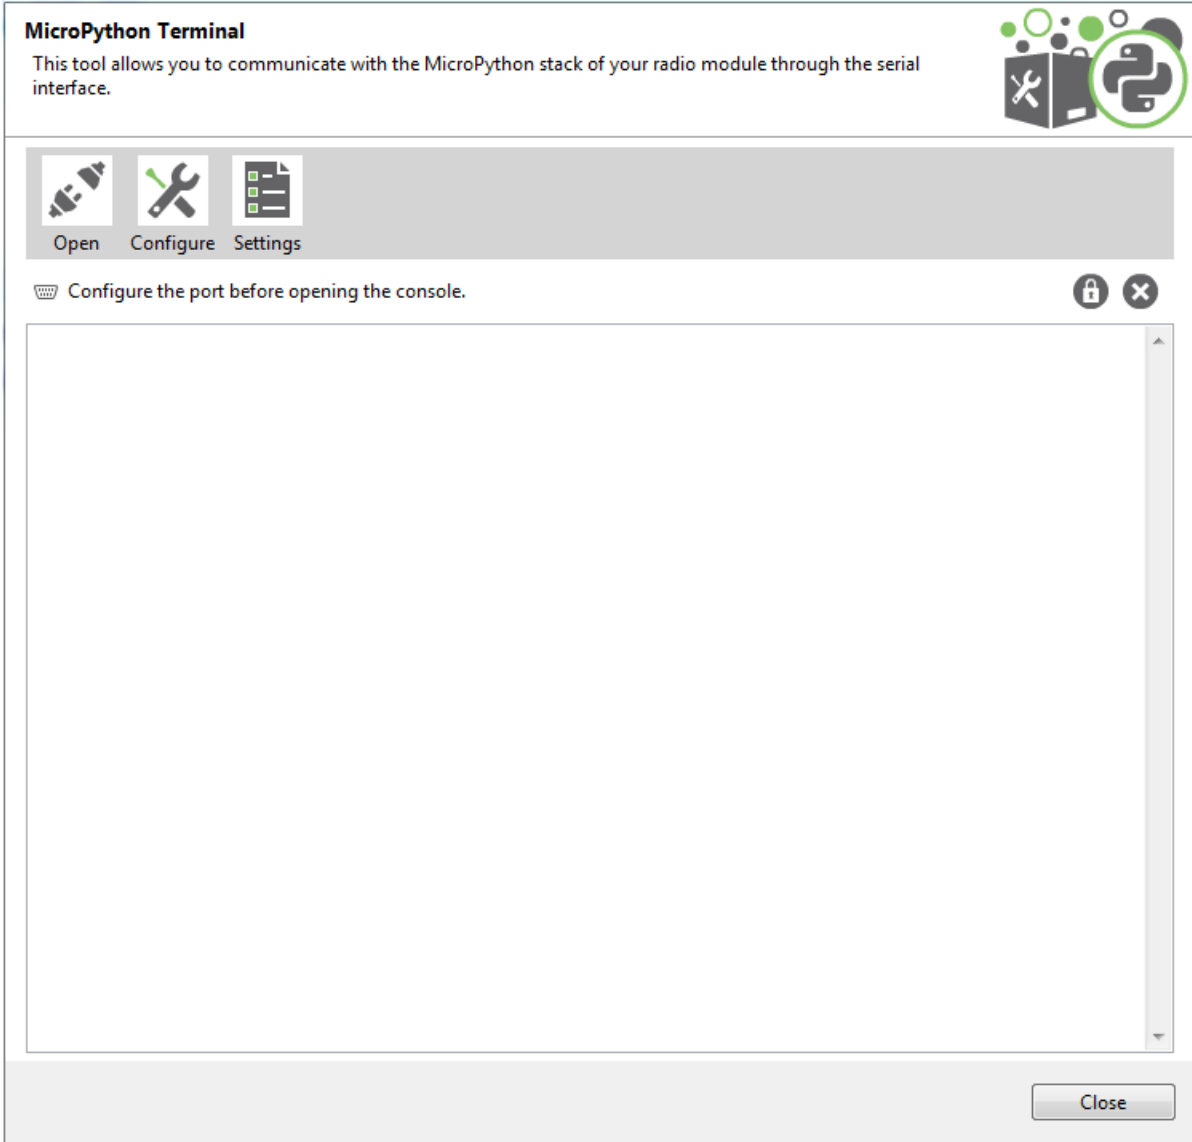 MicroPython Terminal
This tool allows you to communicate with the MicroPython stack of your radio module through the serial
interface.
Open Configure Settings
Configure the port before opening the console.
Close